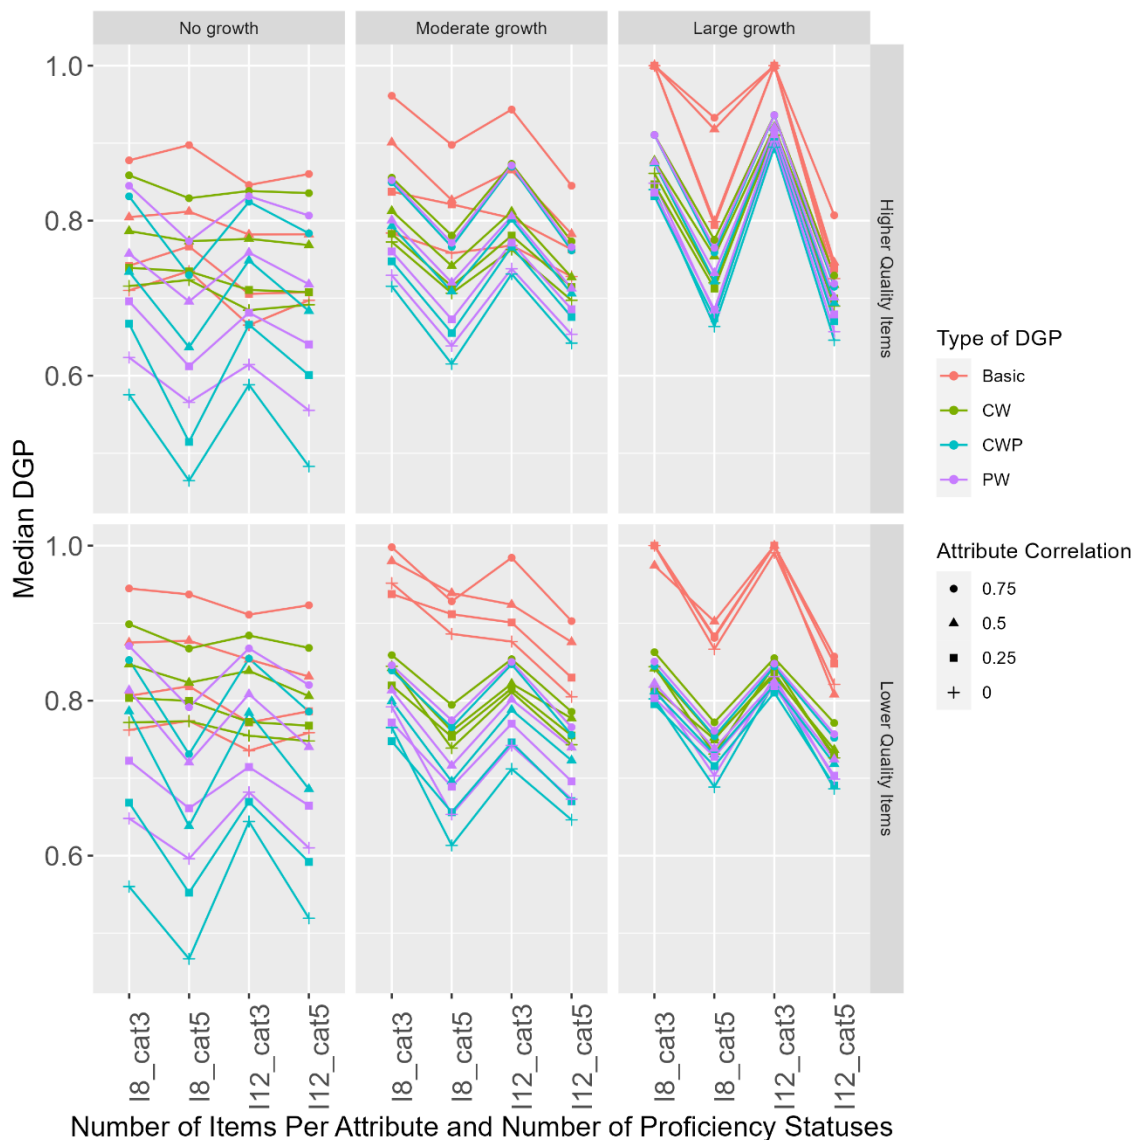 No growth
Moderate growth
Large growth
1.0
0.8
0.6
Higher Quality Items
1.0
0.8
0.6
Lower Quality Items
Median DGP
I8_cat3
I8_cat5
I12_cat3
I12_cat5
I8_cat3
I8_cat5
I12_cat3
I12_cat5
I8_cat3
I8_cat5
I12_cat3
I12_cat5
Number of Items Per Attribute and Number of Proficiency Statuses
Type of DGP
Basic
CW
CWP
PW
Attribute Correlation
0.75
0.5
0.25
0